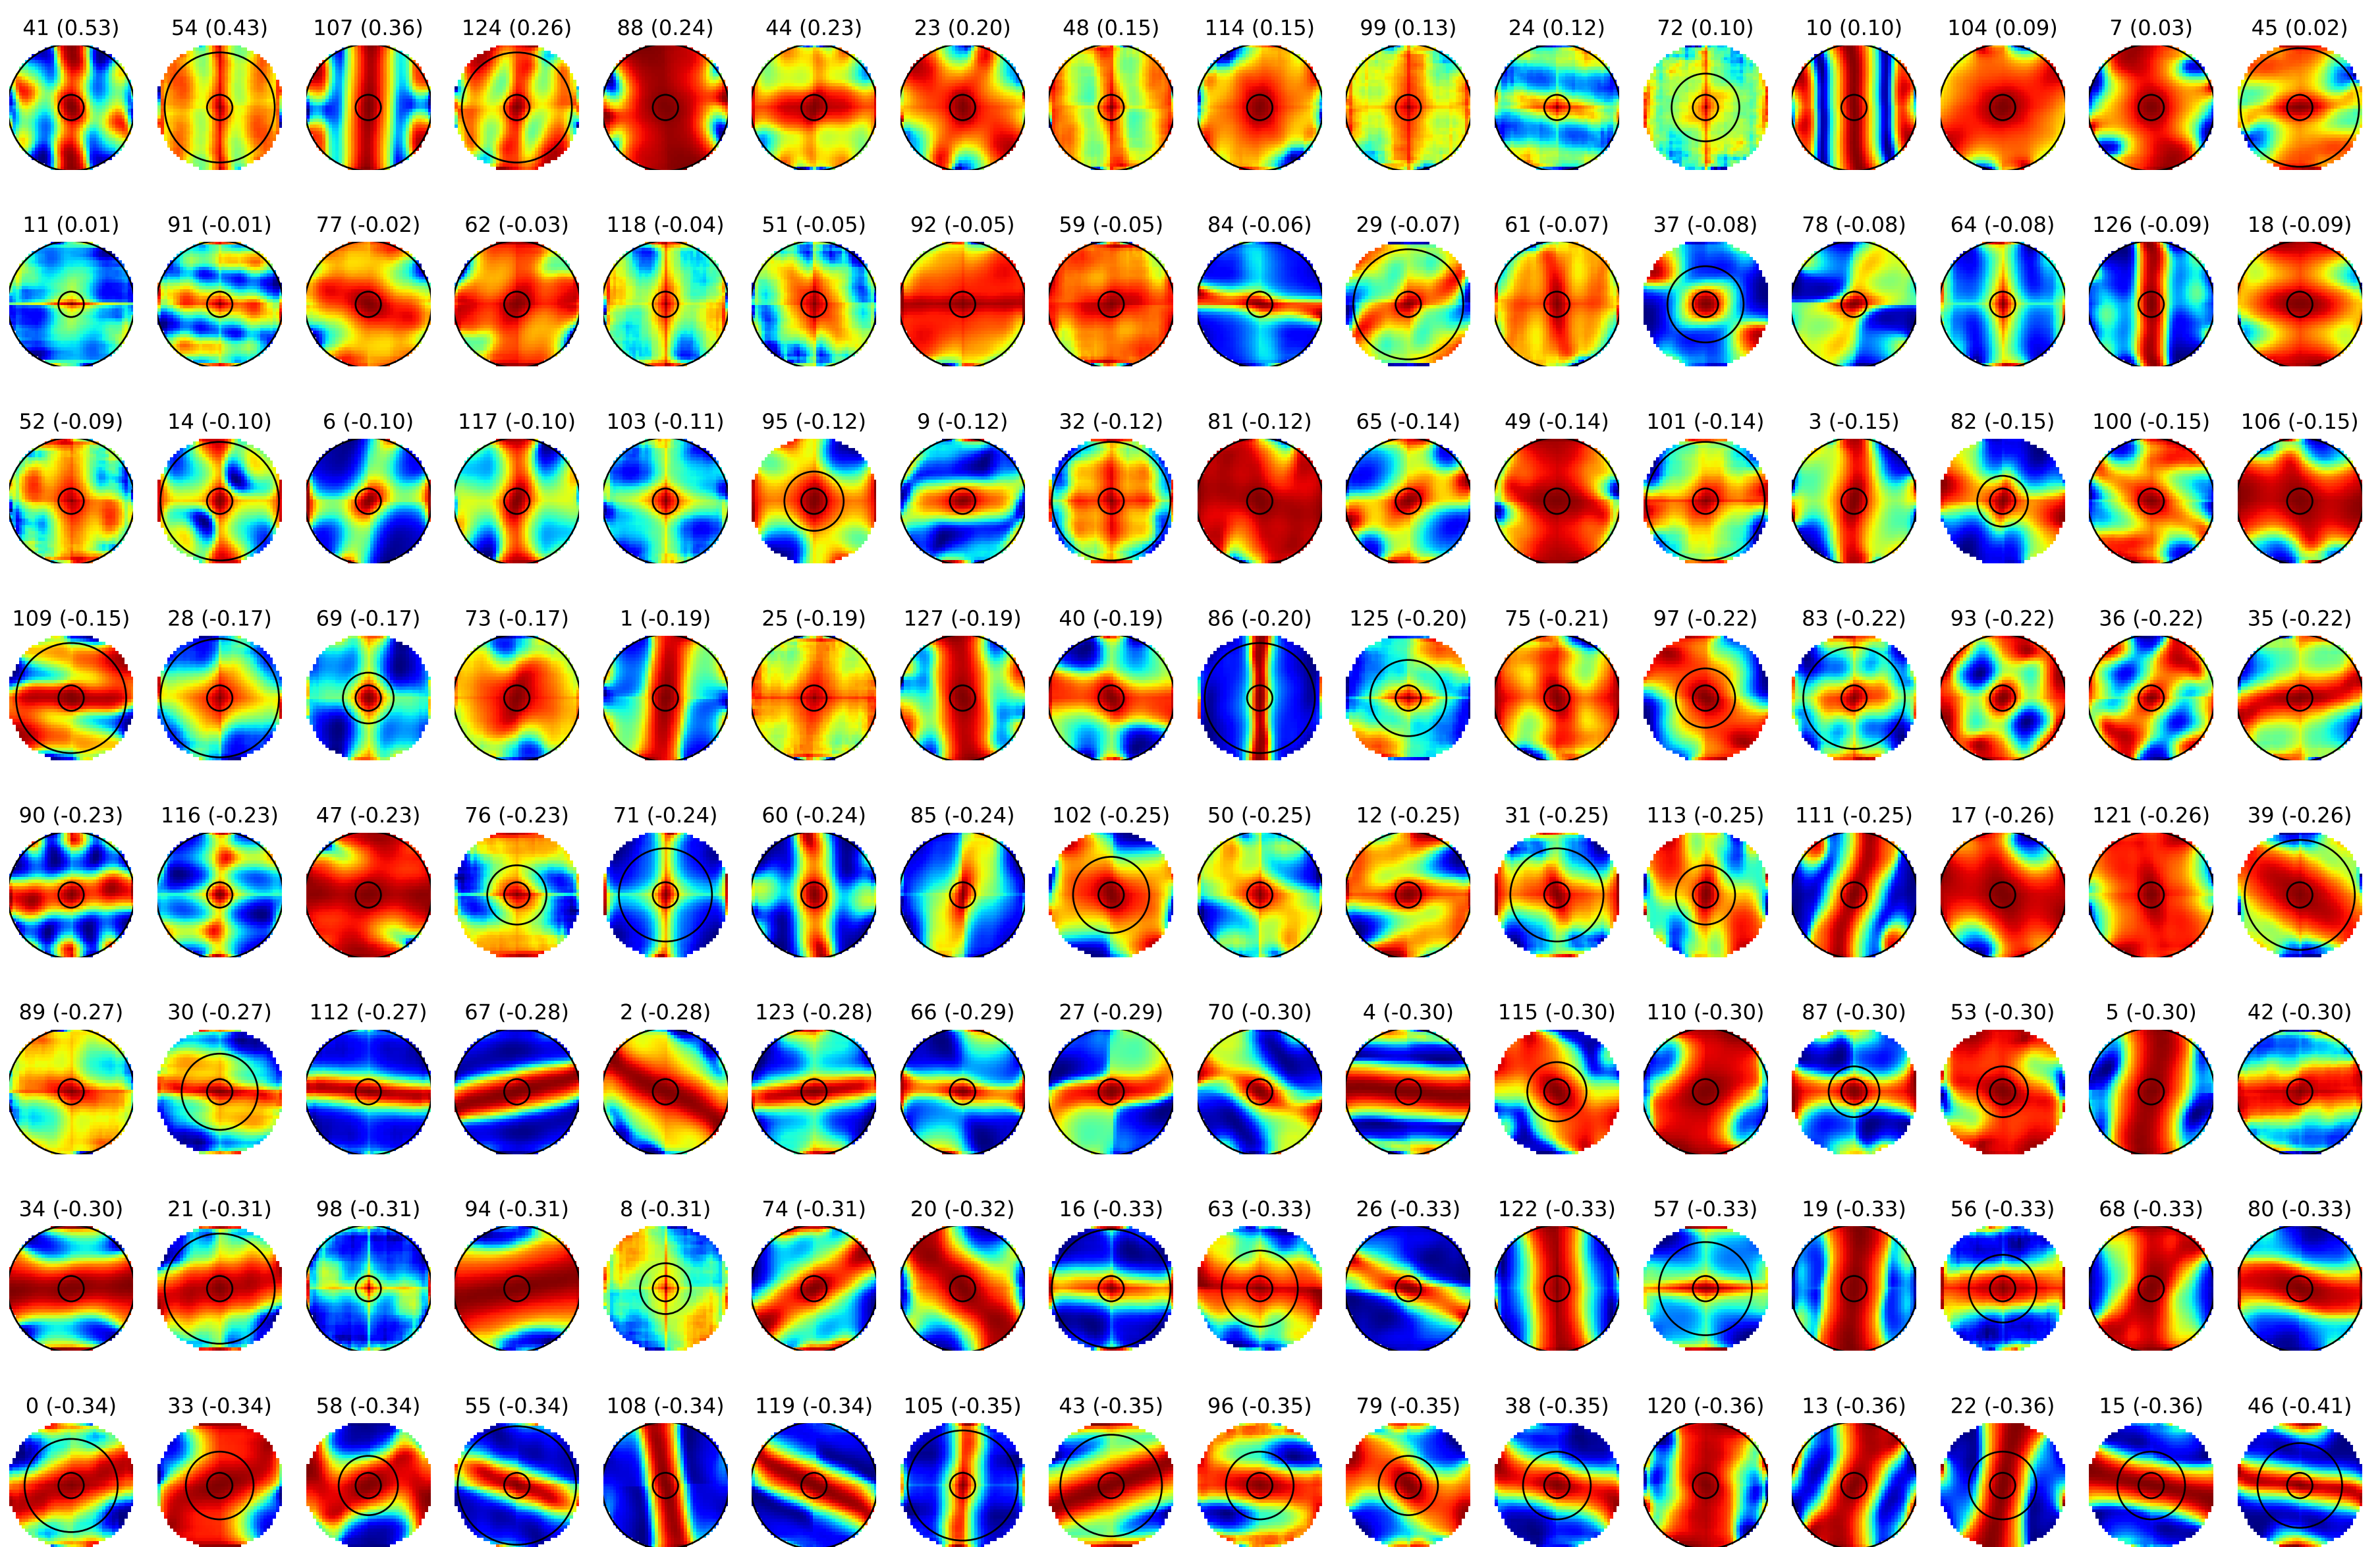 41 (0.53) 54 (0.43) 107 (0.36) 124 (0.26) 88 (0.24) 44 (0.23) 23 (0.20) 48 (0.15) 114 (0.15) 99 (0.13) 24 (0.12) 72 (0.10) 10 (0.10) 104 (0.09) 7 (0.03) 45 (0.02)
11 (0.01) 91 (-0.01) 77 (-0.02) 62 (-0.03) 118 (-0.04) 51 (-0.05) 92 (-0.05) 59 (-0.05) 84 (-0.06) 29 (-0.07) 61 (-0.07) 37 (-0.08) 78 (-0.08) 64 (-0.08) 126 (-0.09) 18 (-0.09)
52 (-0.09) 14 (-0.10) 6 (-0.10) 117 (-0.10) 103 (-0.11) 95 (-0.12) 9 (-0.12) 32 (-0.12) 81 (-0.12) 65 (-0.14) 49 (-0.14) 101 (-0.14) 3 (-0.15) 82 (-0.15) 100 (-0.15) 106 (-0.15)
109 (-0.15) 28 (-0.17) 69 (-0.17) 73 (-0.17) 1 (-0.19) 25 (-0.19) 127 (-0.19) 40 (-0.19) 86 (-0.20) 125 (-0.20) 75 (-0.21) 97 (-0.22) 83 (-0.22) 93 (-0.22) 36 (-0.22) 35 (-0.22)
90 (-0.23) 116 (-0.23) 47 (-0.23) 76 (-0.23) 71 (-0.24) 60 (-0.24) 85 (-0.24) 102 (-0.25) 50 (-0.25) 12 (-0.25) 31 (-0.25) 113 (-0.25) 111 (-0.25) 17 (-0.26) 121 (-0.26) 39 (-0.26)
89 (-0.27) 30 (-0.27) 112 (-0.27) 67 (-0.28) 2 (-0.28) 123 (-0.28) 66 (-0.29) 27 (-0.29) 70 (-0.30) 4 (-0.30) 115 (-0.30) 110 (-0.30) 87 (-0.30) 53 (-0.30) 5 (-0.30) 42 (-0.30)
34 (-0.30) 21 (-0.31) 98 (-0.31) 94 (-0.31) 8 (-0.31) 74 (-0.31) 20 (-0.32) 16 (-0.33) 63 (-0.33) 26 (-0.33) 122 (-0.33) 57 (-0.33) 19 (-0.33) 56 (-0.33) 68 (-0.33) 80 (-0.33)
0 (-0.34) 33 (-0.34) 58 (-0.34) 55 (-0.34) 108 (-0.34) 119 (-0.34) 105 (-0.35) 43 (-0.35) 96 (-0.35) 79 (-0.35) 38 (-0.35) 120 (-0.36) 13 (-0.36) 22 (-0.36) 15 (-0.36) 46 (-0.41)